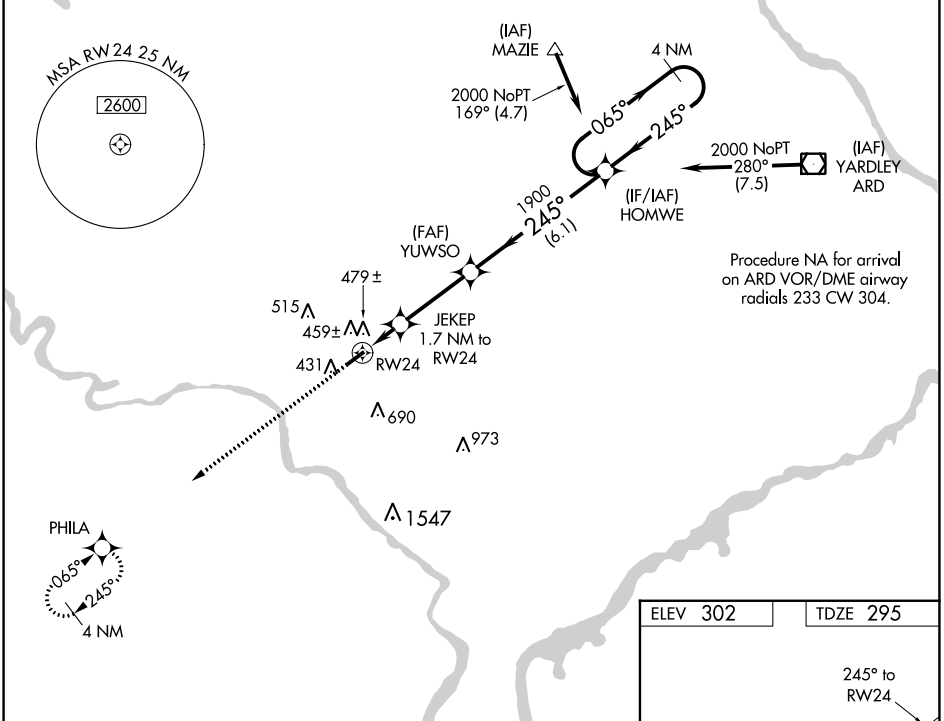 MSA RW 24 25 NM
2600
(IAF)
MAZIE
2000 NoPT
169° (4.7)
4 NM
065°
245°
2000 NoPT
280°
(7.5)
(IAF)
YARDLEY
ARD
(IF/IAF)
HOMWE
1900
245°
(6.1)
(FAF)
YUWSO
Procedure NA for arrival
on ARD VOR/DME airway
radials 233 CW 304.
479 ±
515
459±
JEKEP
1.7 NM to
RW24
431
RW24
690
973
1547
PHILA
065°
245°
4 NM
ELEV 302
TDZE 295
245° to
RW24